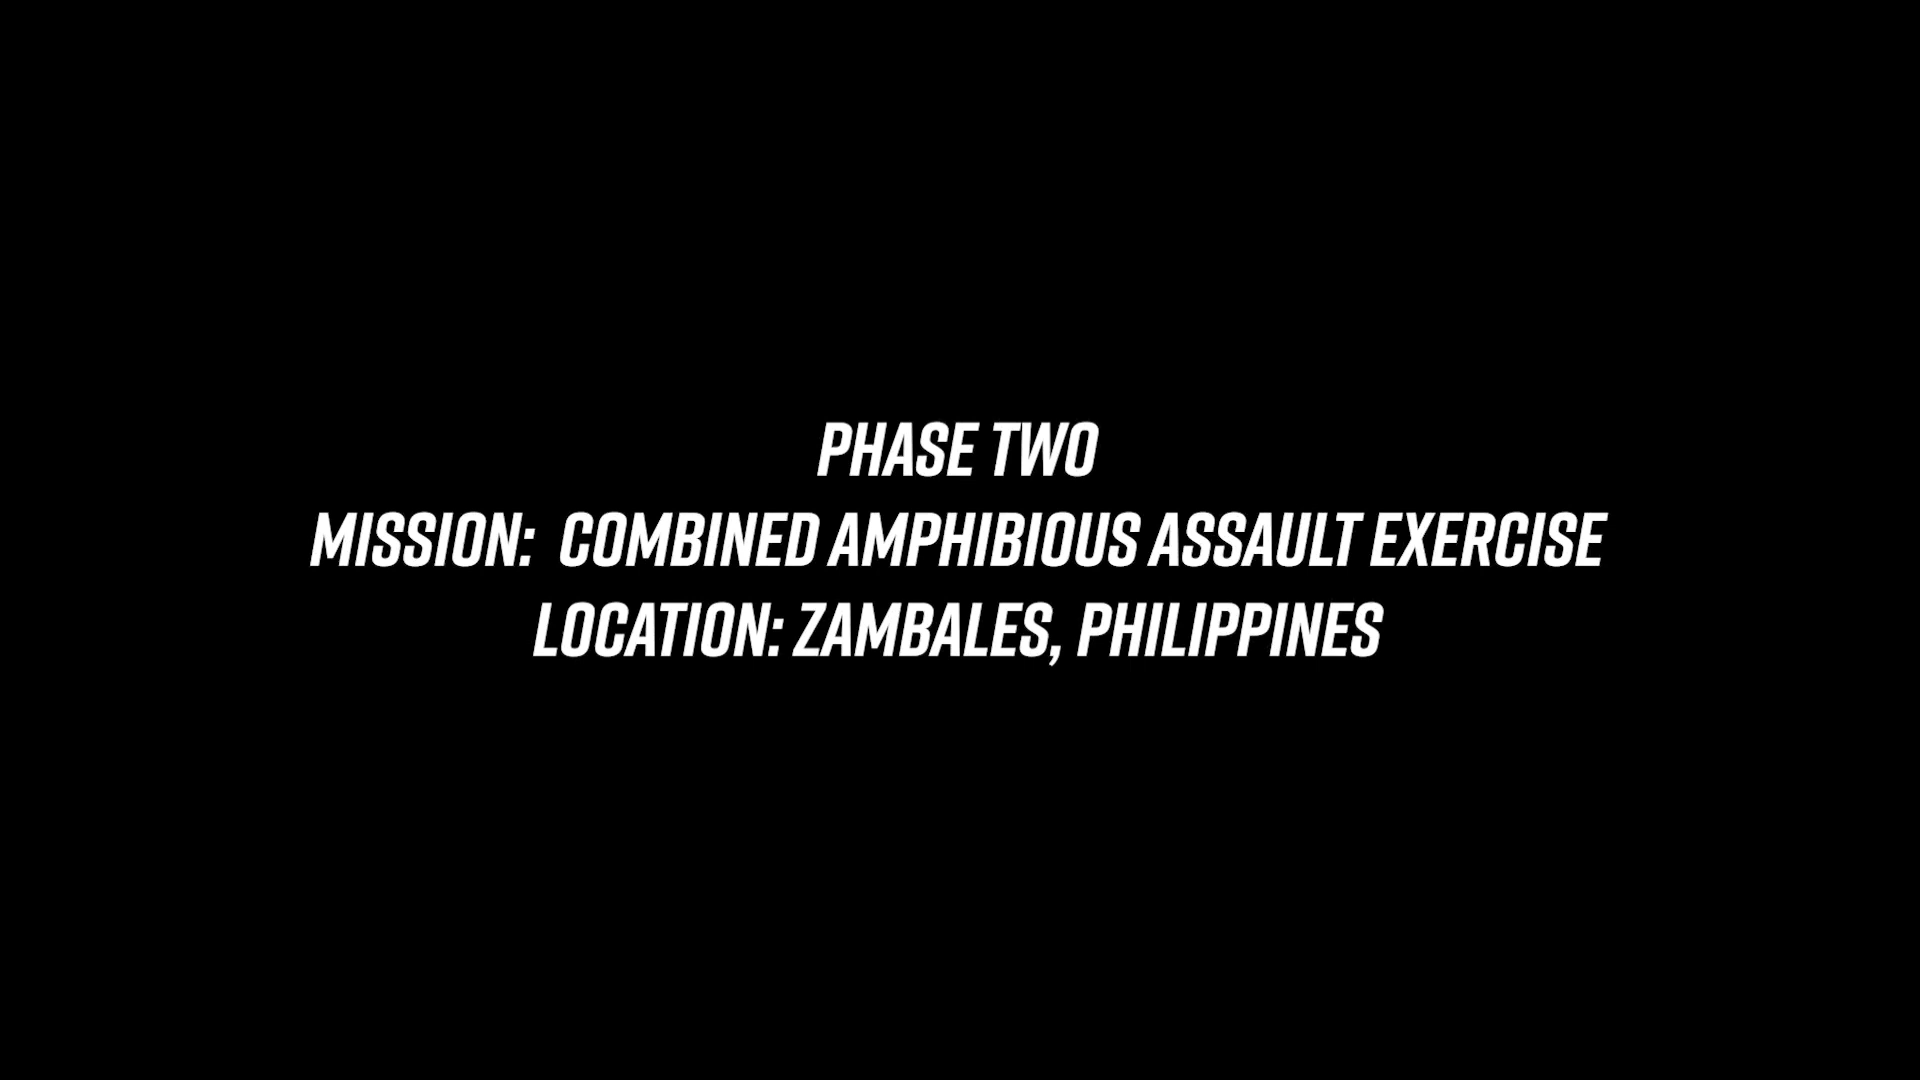 PHASE TWO
MISSION:  COMBINED AMPHIBIOUS ASSAULT EXERCISE
LOCATION: ZAMBALES, PHILIPPINES